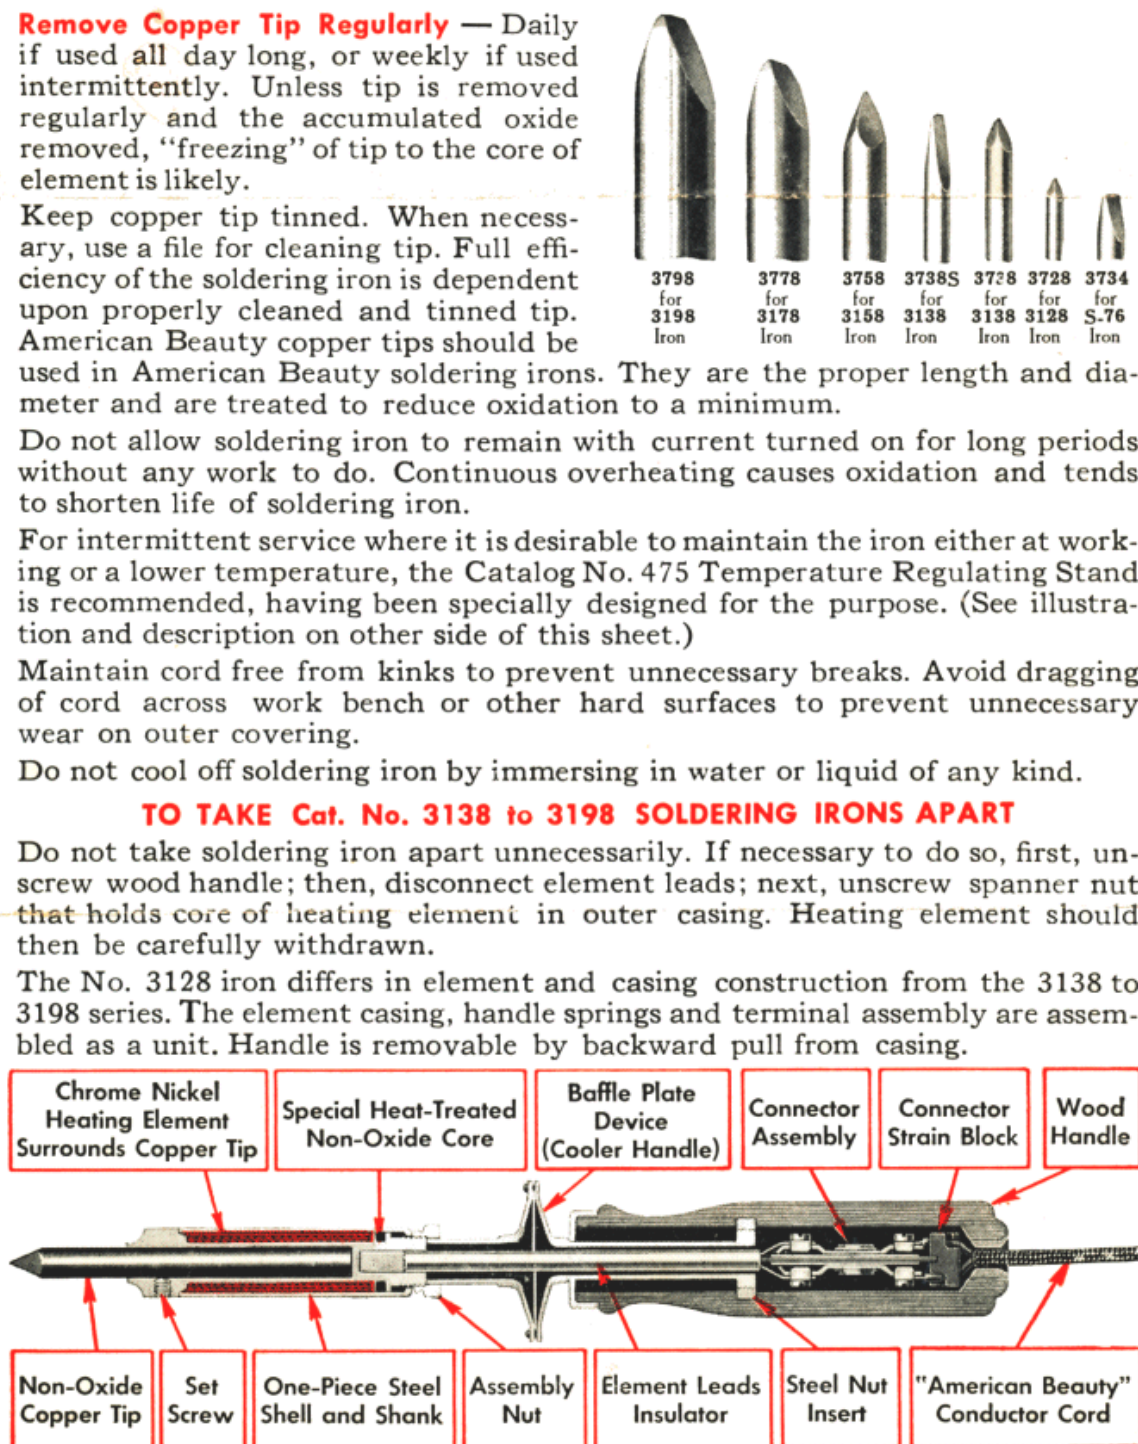 Remove Copper Tip Regularly — Daily
if used all day long, or weekly if used
intermittently. Unless tip is removed
regularly and the accumulated oxide
removed, "freezing" of tip to the core of
element is likely.
Keep copper tip tinned. When necess-
ary, use a file for cleaning tip. Full effi-
ciency of the soldering iron is dependent
upon properly cleaned and tinned tip.
American Beauty copper tips should be
used in American Beauty soldering irons. They are the proper length and dia-
meter and are treated to reduce oxidation to a minimum.
3798 for 3198 Iron
3778 for 3178 Iron
3758 for 3158 Iron
3738S for 3138 Iron
3738 for 3138 Iron
3728 for 3128 Iron
3734 for S-76 Iron
Do not allow soldering iron to remain with current turned on for long periods
without any work to do. Continuous overheating causes oxidation and tends
to shorten life of soldering iron.
For intermittent service where it is desirable to maintain the iron either at work-
ing or a lower temperature, the Catalog No. 475 Temperature Regulating Stand
is recommended, having been specially designed for the purpose. (See illustra-
tion and description on other side of this sheet.)
Maintain cord free from kinks to prevent unnecessary breaks. Avoid dragging
of cord across work bench or other hard surfaces to prevent unnecessary
wear on outer covering.
Do not cool off soldering iron by immersing in water or liquid of any kind.
TO TAKE Cat. No. 3138 to 3198 SOLDERING IRONS APART
Do not take soldering iron apart unnecessarily. If necessary to do so, first, un-
screw wood handle; then, disconnect element leads; next, unscrew spanner nut
that holds core of heating element in outer casing. Heating element should
then be carefully withdrawn.
The No. 3128 iron differs in element and casing construction from the 3138 to
3198 series. The element casing, handle springs and terminal assembly are assem-
bled as a unit. Handle is removable by backward pull from casing.
Chrome Nickel
Heating Element
Surrounds Copper Tip
Special Heat-Treated
Non-Oxide Core
Baffle Plate
Device
(Cooler Handle)
Connector
Assembly
Connector
Strain Block
Wood
Handle
Non-Oxide
Copper Tip
Set
Screw
One-Piece Steel
Shell and Shank
Assembly
Nut
Element Leads
Insulator
Steel Nut
Insert
"American Beauty"
Conductor Cord